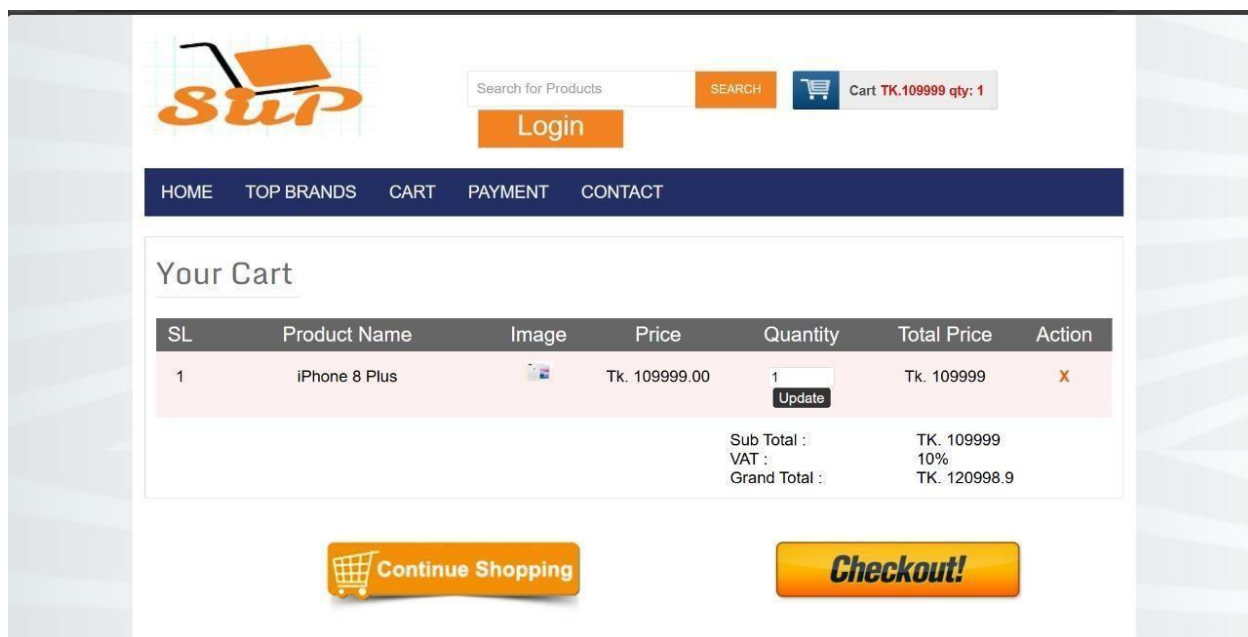 SuP
Search for Products SEARCH Cart TK.109999 qty: 1
Login
HOME TOP BRANDS CART PAYMENT CONTACT
Your Cart
SL Product Name Image Price Quantity Total Price Action
1 iPhone 8 Plus Tk. 109999.00 1 Tk. 109999 X
Update
Sub Total : TK. 109999
VAT : 10%
Grand Total : TK. 120998.9
Continue Shopping Checkout!